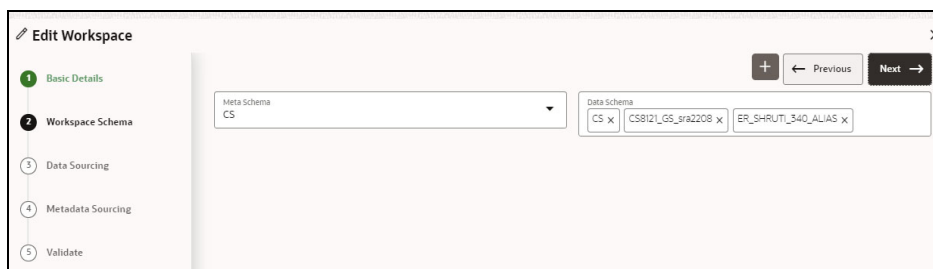 Edit Workspace
1 Basic Details
2 Workspace Schema
3 Data Sourcing
4 Metadata Sourcing
5 Validate
+ ← Previous Next →
Meta Schema
CS
Data Schema
CS × CS8121_GS_sra2208 × ER_SHRUTI_340_ALIAS ×